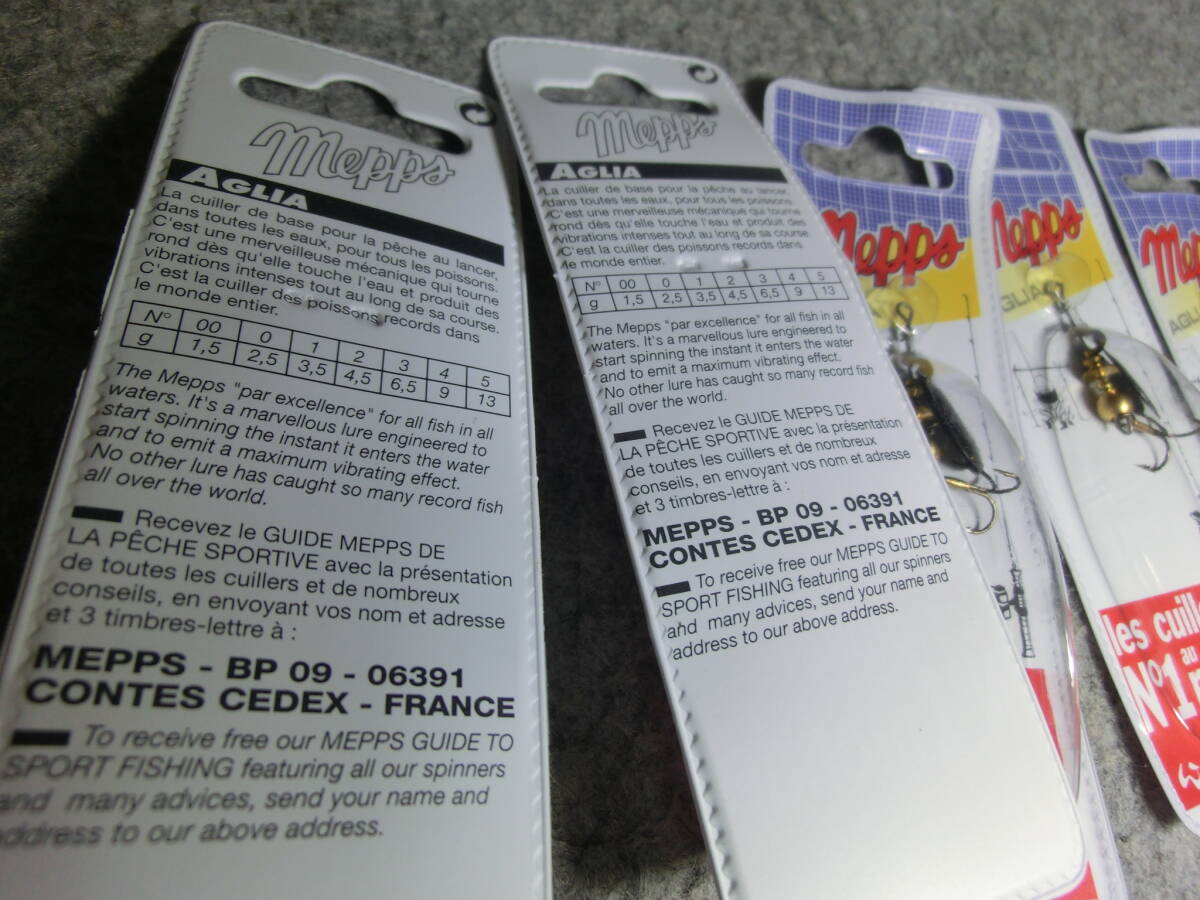 Mepps
AGLIA
La cuiller de base pour la pêche au lancer,
dans toutes les eaux, pour tous les poissons.
C'est une merveilleuse mécanique qui tourne
rond dès qu'elle touche l'eau et produit des
vibrations intenses tout au long de sa course.
C'est la cuiller des poissons records dans
le monde entier.
N° 00 0 1 2 3 4 5
g 1,5 2,5 3,5 4,5 6,5 9 13
The Mepps "par excellence" for all fish in all
waters. It's a marvellous lure engineered to
start spinning the instant it enters the water
and to emit a maximum vibrating effect.
No other lure has caught so many record fish
all over the world.
Recevez le GUIDE MEPPS DE
LA PÊCHE SPORTIVE avec la présentation
de toutes les cuillers et de nombreux
conseils, en envoyant vos nom et adresse
et 3 timbres-lettre à :
MEPPS - BP 09 - 06391
CONTES CEDEX - FRANCE
To receive free our MEPPS GUIDE TO
SPORT FISHING featuring all our spinners
and many advices, send your name and
address to our above address.
Mepps
AGLIA
La cuiller de base pour la pêche au lancer,
dans toutes les eaux, pour tous les poissons.
C'est une merveilleuse mécanique qui tourne
rond dès qu'elle touche l'eau et produit des
vibrations intenses tout au long de sa course.
C'est la cuiller des poissons records dans
le monde entier.
N° 00 0 1 2 3 4 5
g 1,5 2,5 3,5 4,5 6,5 9 13
The Mepps "par excellence" for all fish in all
waters. It's a marvellous lure engineered to
start spinning the instant it enters the water
and to emit a maximum vibrating effect.
No other lure has caught so many record fish
all over the world.
Recevez le GUIDE MEPPS DE
LA PÊCHE SPORTIVE avec la présentation
de toutes les cuillers et de nombreux
conseils, en envoyant vos nom et adresse
et 3 timbres-lettre à :
MEPPS - BP 09 - 06391
CONTES CEDEX - FRANCE
To receive free our MEPPS GUIDE TO
SPORT FISHING featuring all our spinners
and many advices, send your name and
address to our above address.
Mepps
Mepps
AGLIA
Mepps
les cuill
N°1 au